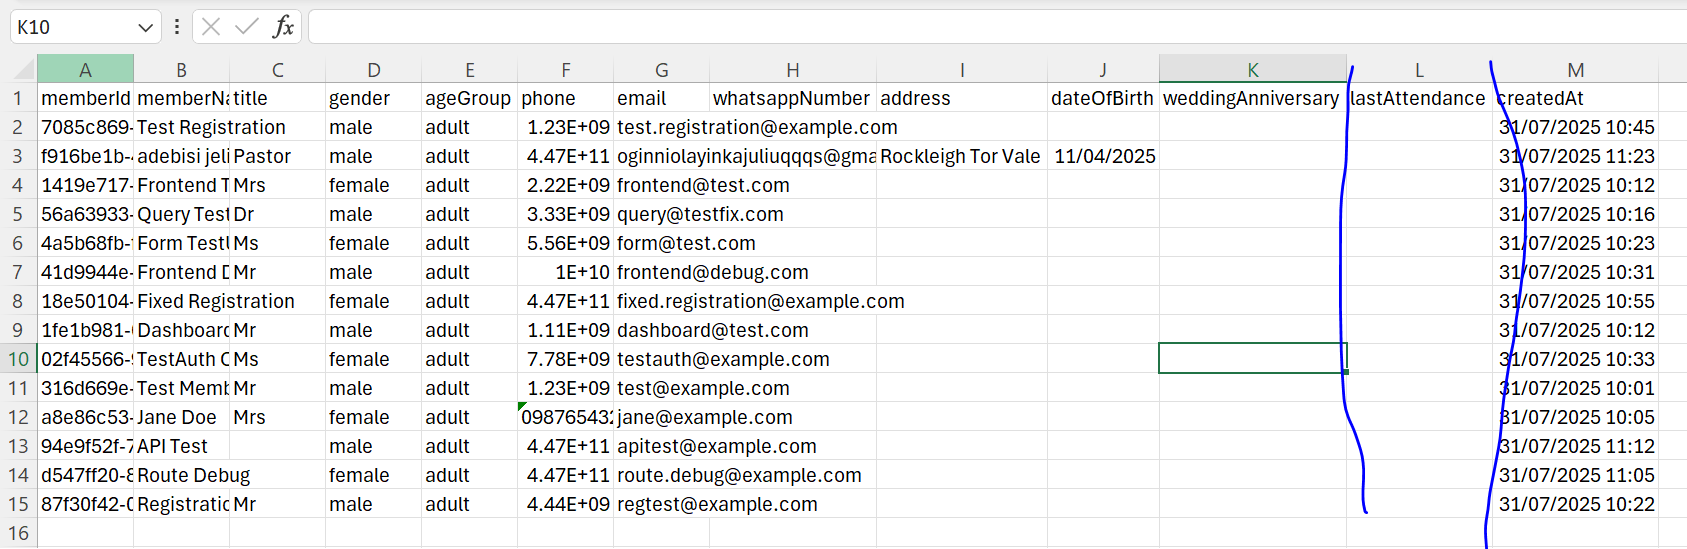 K10 fx
A B C D E F G H I J K L M
1 memberId memberNa title gender ageGroup phone email whatsappNumber address dateOfBirth weddingAnniversary lastAttendance createdAt
2 7085c869- Test Registration male adult 1.23E+09 test.registration@example.com 31/07/2025 10:45
3 f916be1b- adebisi jeli Pastor male adult 4.47E+11 oginniolayinkajuliuqqqs@gma Rockleigh Tor Vale 11/04/2025 31/07/2025 11:23
4 1419e717- Frontend T Mrs female adult 2.22E+09 frontend@test.com 31/07/2025 10:12
5 56a63933- Query Test Dr male adult 3.33E+09 query@testfix.com 31/07/2025 10:16
6 4a5b68fb- Form Test Ms female adult 5.56E+09 form@test.com 31/07/2025 10:23
7 41d9944e- Frontend D Mr male adult 1E+10 frontend@debug.com 31/07/2025 10:31
8 18e50104- Fixed Registration female adult 4.47E+11 fixed.registration@example.com 31/07/2025 10:55
9 1fe1b981- Dashboard Mr male adult 1.11E+09 dashboard@test.com 31/07/2025 10:12
10 02f45566- TestAuth Ms female adult 7.78E+09 testauth@example.com 31/07/2025 10:33
11 316d669e- Test Memb Mr male adult 1.23E+09 test@example.com 31/07/2025 10:01
12 a8e86c53- Jane Doe Mrs female adult 098765432 jane@example.com 31/07/2025 10:05
13 94e9f52f-7 API Test male adult 4.47E+11 apitest@example.com 31/07/2025 11:12
14 d547ff20-8 Route Debug female adult 4.47E+11 route.debug@example.com 31/07/2025 11:05
15 87f30f42-0 Registratio Mr male adult 4.44E+09 regtest@example.com 31/07/2025 10:22
16